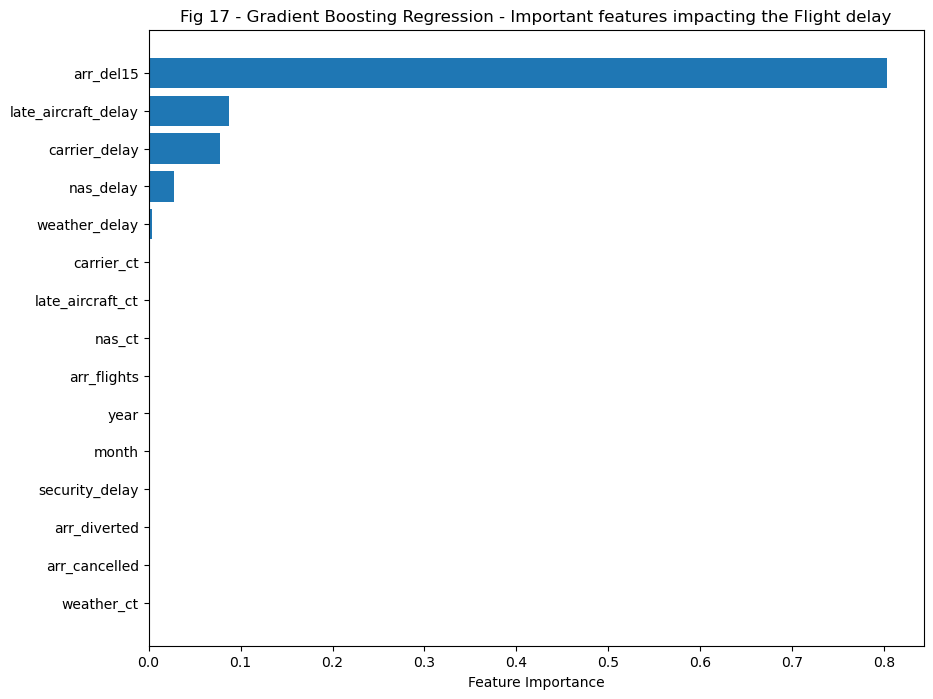 Fig 17 - Gradient Boosting Regression - Important features impacting the Flight delay
arr_del15
late_aircraft_delay
carrier_delay
nas_delay
weather_delay
carrier_ct
late_aircraft_ct
nas_ct
arr_flights
year
month
security_delay
arr_diverted
arr_cancelled
weather_ct
0.0 0.1 0.2 0.3 0.4 0.5 0.6 0.7 0.8
Feature Importance